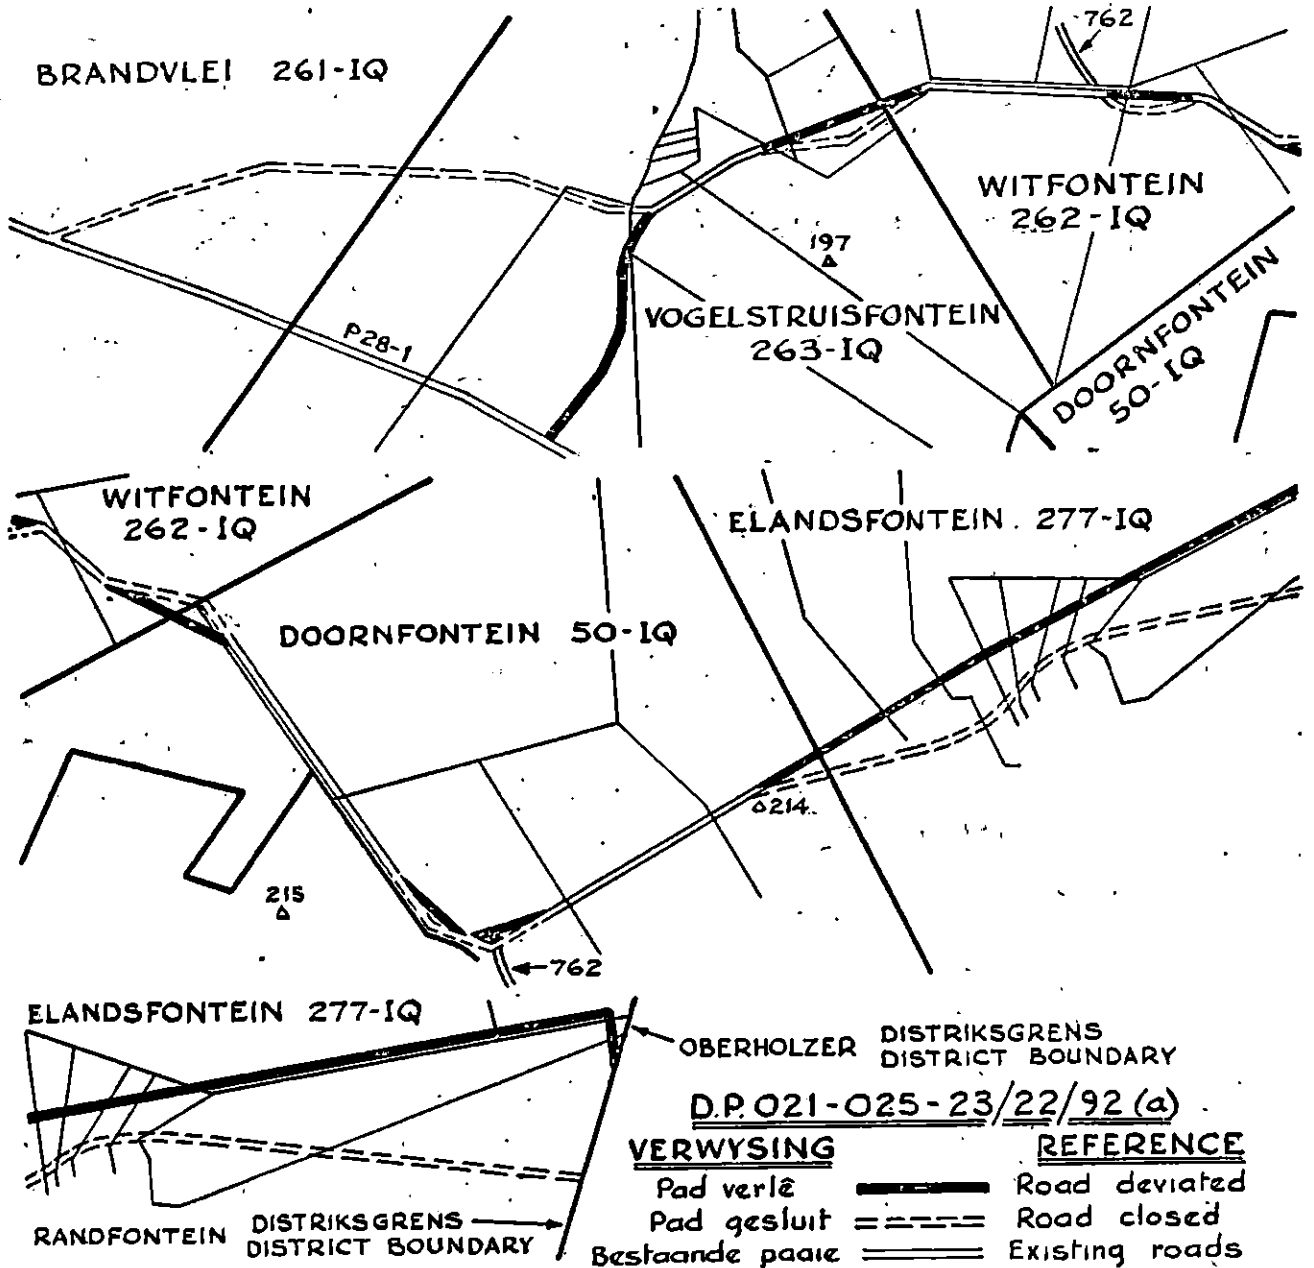 BRANDVLEI 261-IQ
762
WITFONTEIN
262-IQ
197
VOGELSTRUISFONTEIN
263-IQ
P28-1
DOORNFONTEIN
50-IQ
WITFONTEIN
262-IQ
ELANDSFONTEIN. 277-IQ
DOORNFONTEIN 50-IQ
214
215
762
ELANDSFONTEIN 277-IQ
OBERHOLZER DISTRIKSGRENS
DISTRICT BOUNDARY
D.P. 021-025-23/22/92 (a)
VERWYSING REFERENCE
Pad verlê Road deviated
Pad gesluit Road closed
Bestaande paaie Existing roads
RANDFONTEIN DISTRIKSGRENS
DISTRICT BOUNDARY